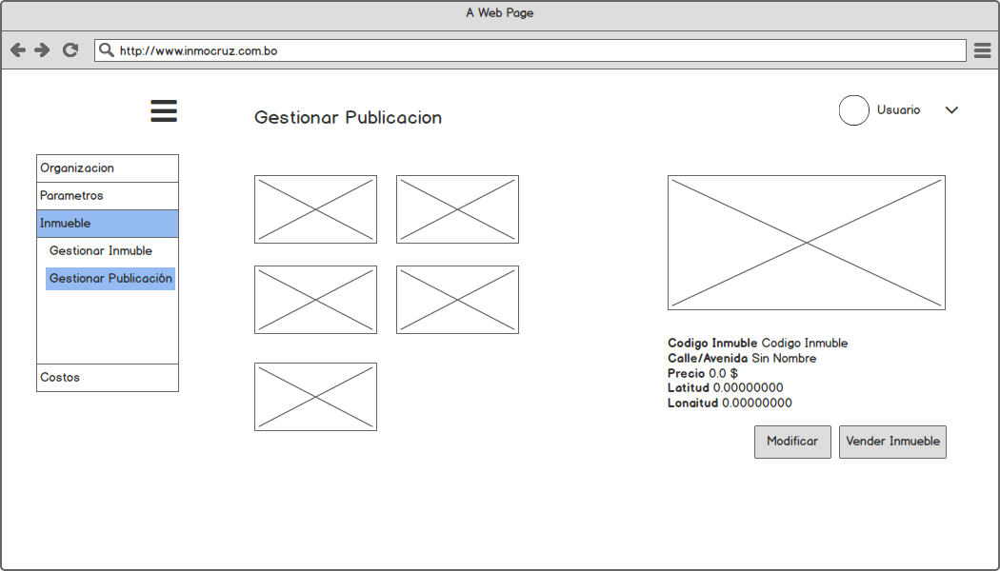 A Web Page
http://www.inmocruz.com.bo
Gestionar Publicacion
Usuario
Organizacion
Parametros
Inmueble
Gestionar Inmuble
Gestionar Publicación
Costos
Codigo Inmuble Codigo Inmuble
Calle/Avenida Sin Nombre
Precio 0.0 $
Latitud 0.00000000
Longitud 0.00000000
Modificar
Vender Inmueble